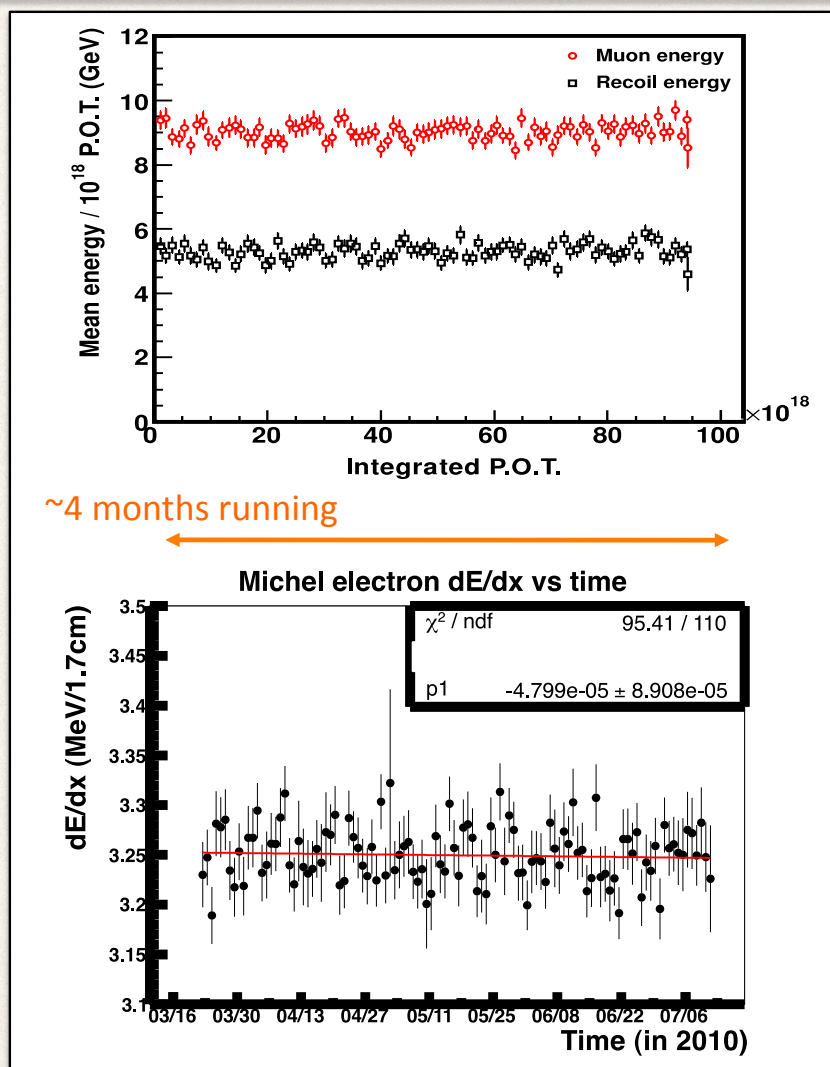 12
10
8
6
4
2
0
Mean energy / 10¹⁸ P.O.T. (GeV)
Muon energy
Recoil energy
0 20 40 60 80 100
×10¹⁸
Integrated P.O.T.
~4 months running
Michel electron dE/dx vs time
3.5
3.45
3.4
3.35
3.3
3.25
3.2
3.15
3.1
dE/dx (MeV/1.7cm)
χ² / ndf 95.41 / 110
p1 -4.799e-05 ± 8.908e-05
03/16 03/30 04/13 04/27 05/11 05/25 06/08 06/22 07/06
Time (in 2010)